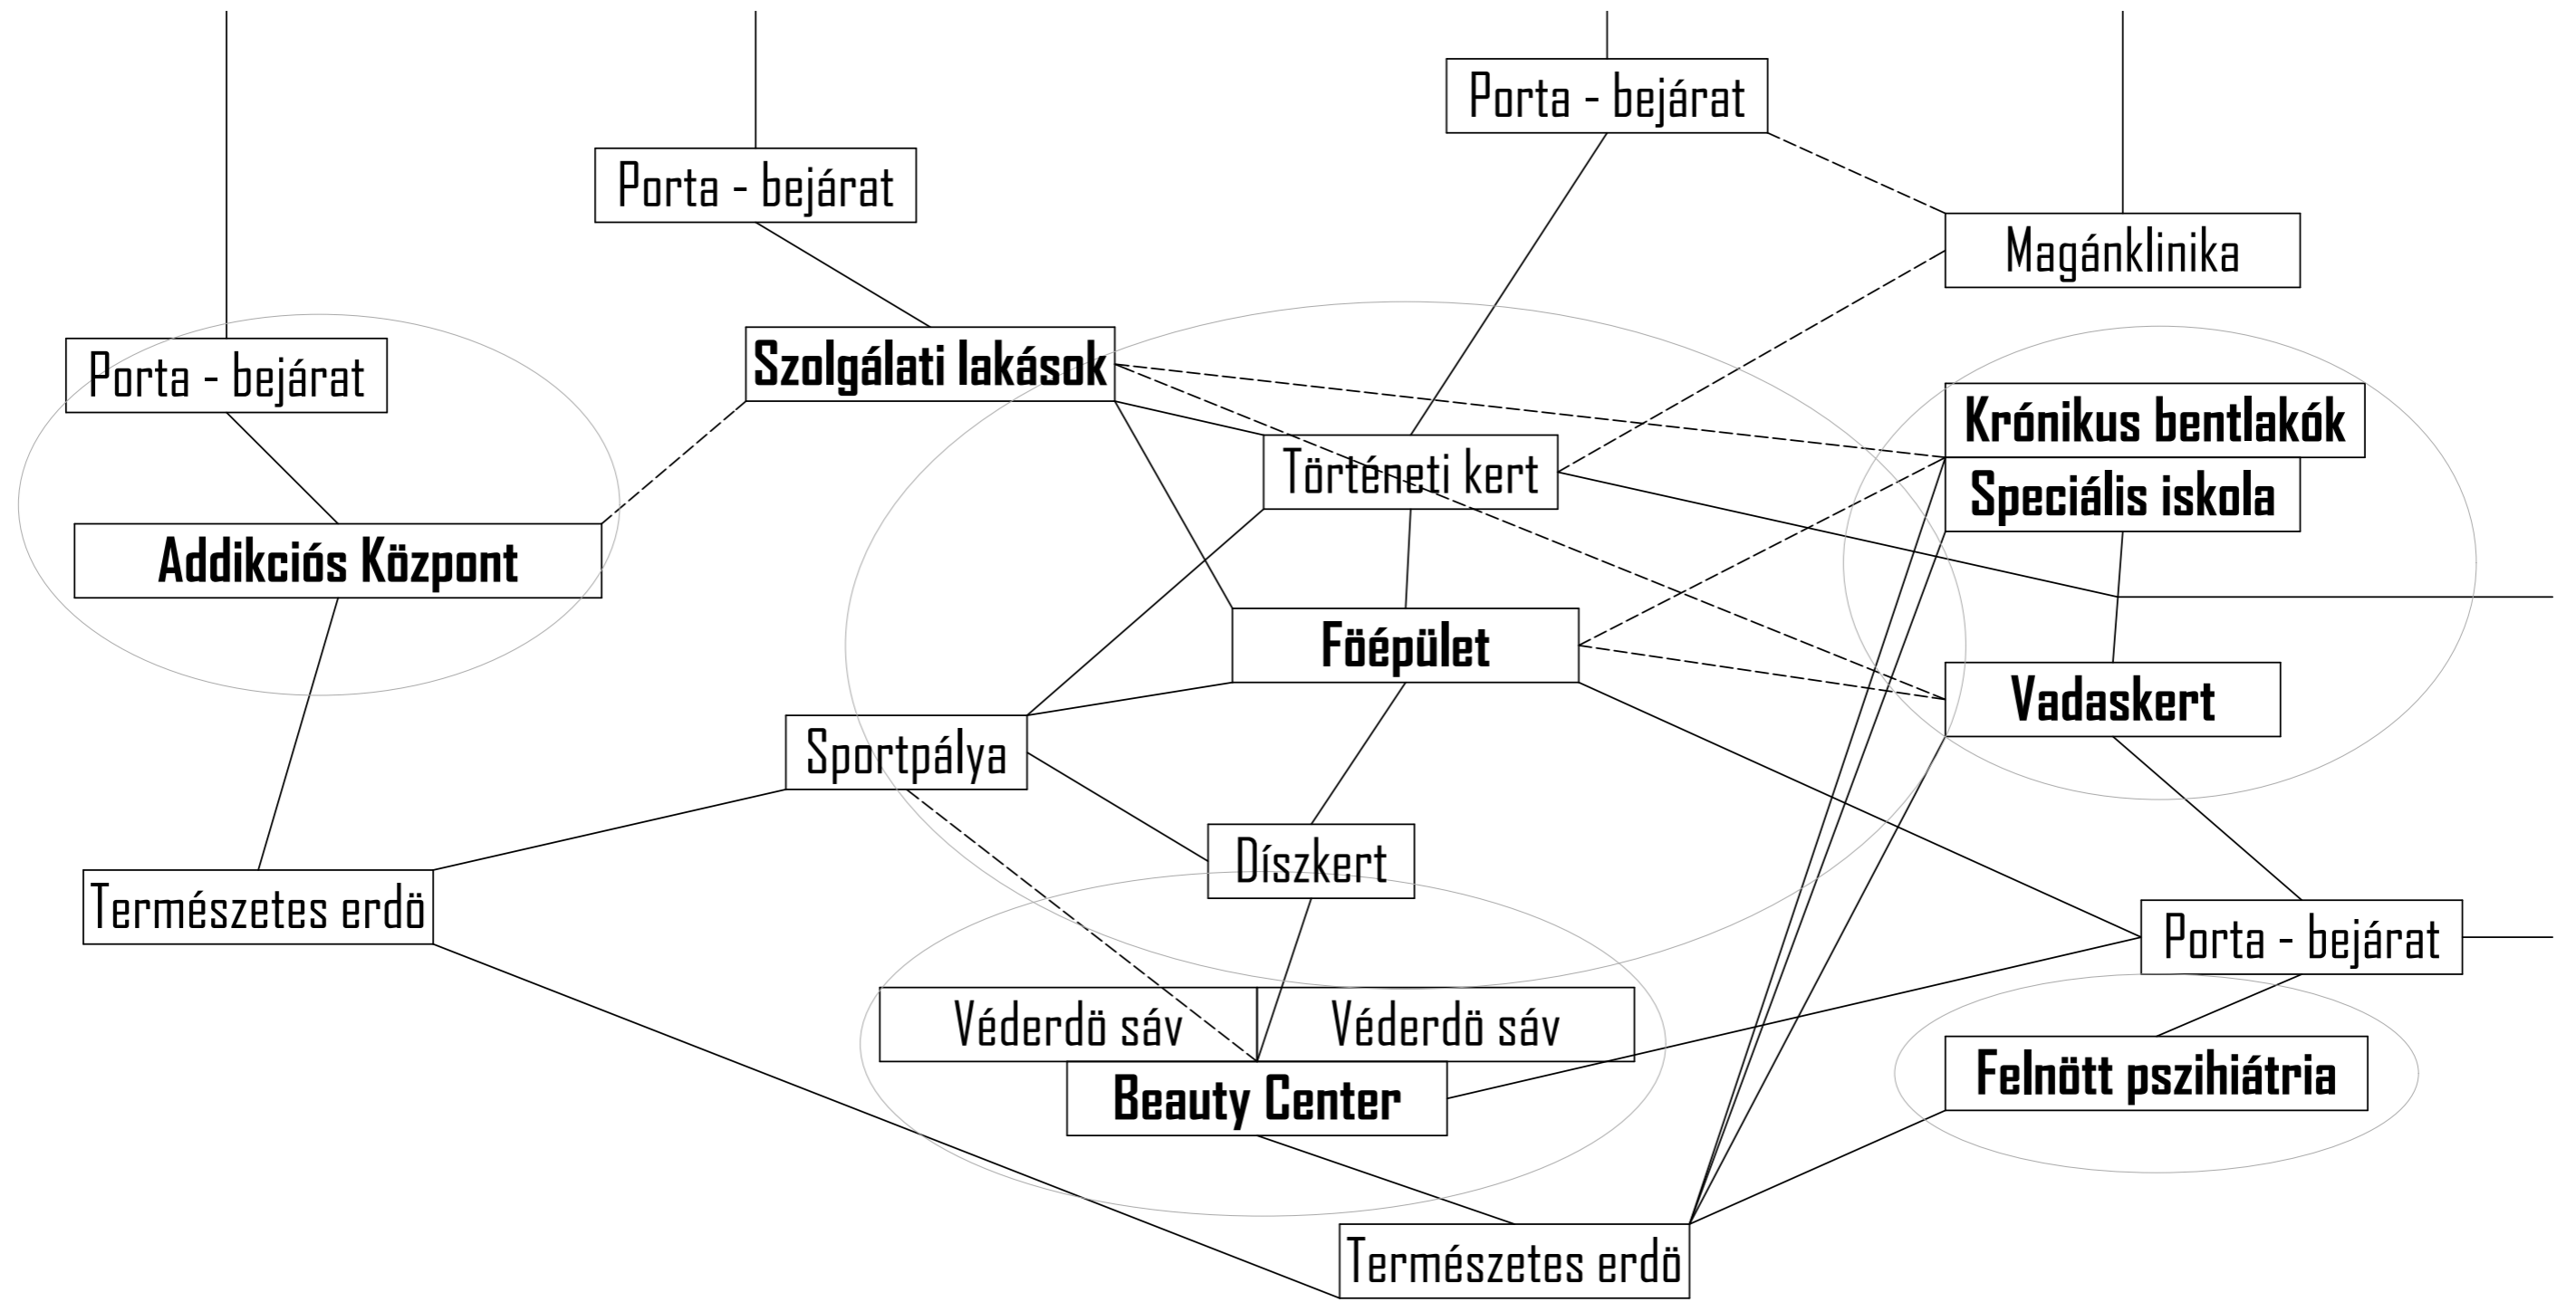 Porta - bejárat
Porta - bejárat
Magánklinika
Porta - bejárat
Szolgálati lakások
Krónikus bentlakók
Történeti kert
Speciális iskola
Addikciós Központ
Föépület
Vadaskert
Sportpálya
Díszkert
Természetes erdö
Porta - bejárat
Véderdö sáv
Véderdö sáv
Felnött pszihiátria
Beauty Center
Természetes erdö